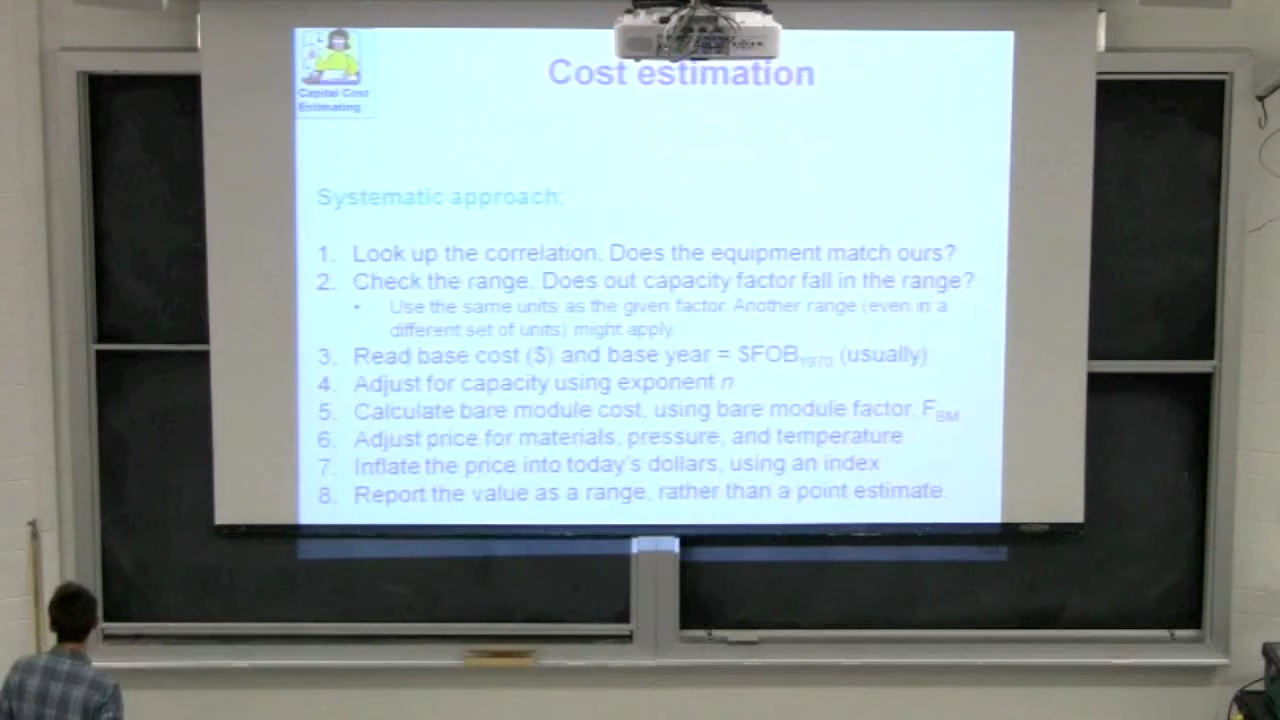 Capital Cost
Estimating
Cost estimation
Systematic approach:
1. Look up the correlation. Does the equipment match ours?
2. Check the range. Does out capacity factor fall in the range?
• Use the same units as the given factor. Another range (even in a
different set of units) might apply.
3. Read base cost ($) and base year = $FOB1970 (usually)
4. Adjust for capacity using exponent n
5. Calculate bare module cost, using bare module factor, FBM
6. Adjust price for materials, pressure, and temperature
7. Inflate the price into today's dollars, using an index
8. Report the value as a range, rather than a point estimate.